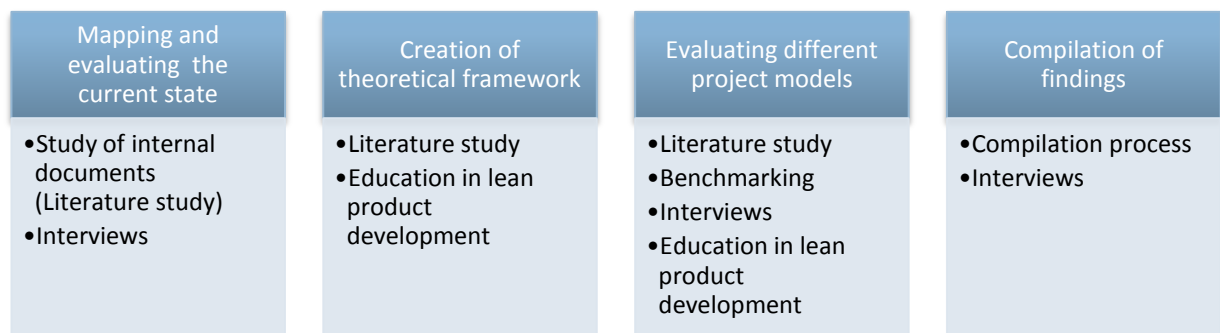 Mapping and
evaluating the
current state
•Study of internal
documents
(Literature study)
•Interviews
Creation of
theoretical framework
•Literature study
•Education in lean
product
development
Evaluating different
project models
•Literature study
•Benchmarking
•Interviews
•Education in lean
product
development
Compilation of
findings
•Compilation process
•Interviews